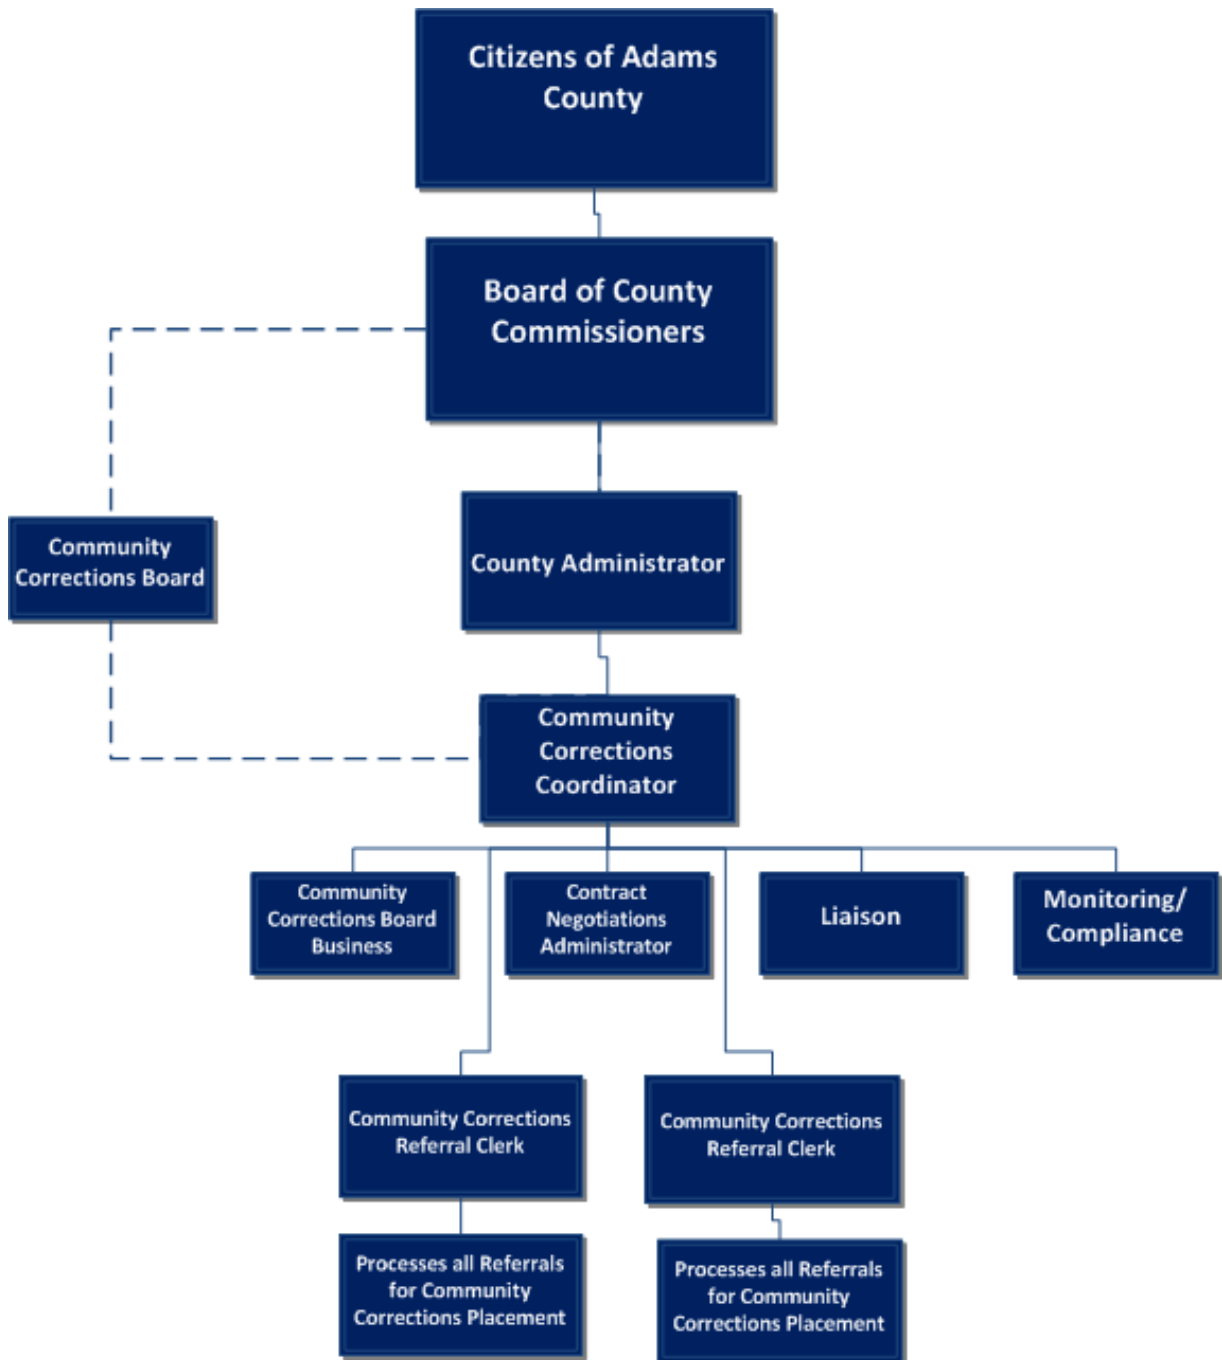 Citizens of Adams
County
Board of County
Commissioners
Community
Corrections Board
County Administrator
Community
Corrections
Coordinator
Community
Corrections Board
Business
Contract
Negotiations
Administrator
Liaison
Monitoring/
Compliance
Community Corrections
Referral Clerk
Community Corrections
Referral Clerk
Processes all Referrals
for Community
Corrections Placement
Processes all Referrals
for Community
Corrections Placement